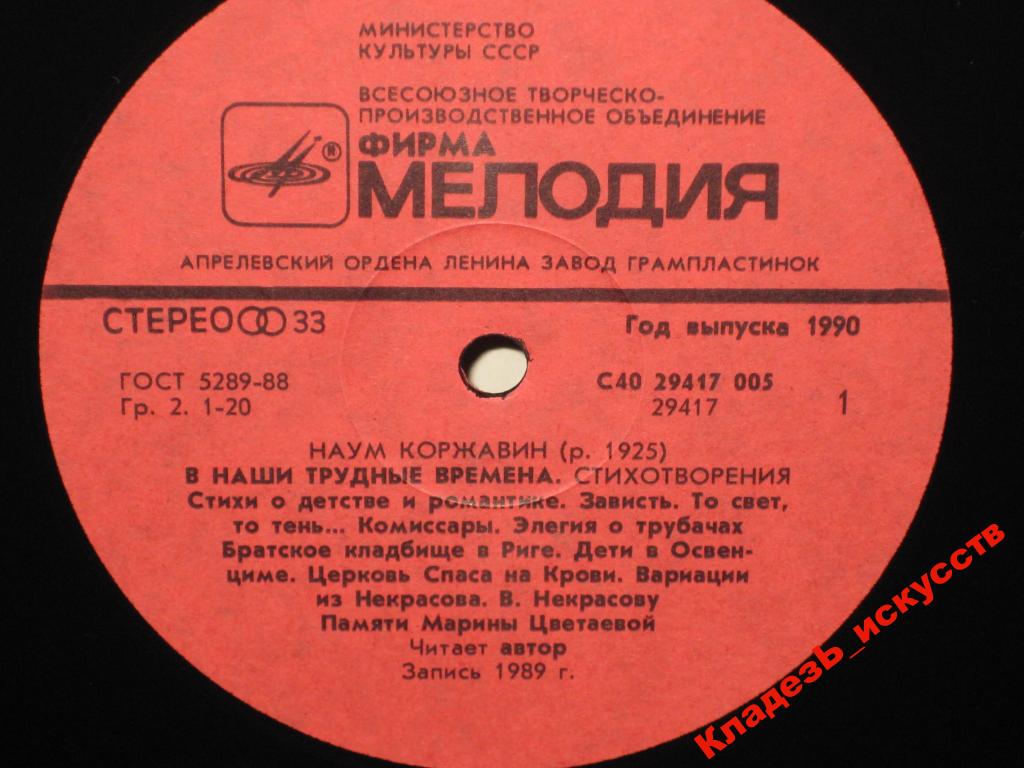 МИНИСТЕРСТВО
КУЛЬТУРЫ СССР
ВСЕСОЮЗНОЕ ТВОРЧЕСКО-
ПРОИЗВОДСТВЕННОЕ ОБЪЕДИНЕНИЕ
ФИРМА
®
МЕЛОДИЯ
АПРЕЛЕВСКИЙ ОРДЕНА ЛЕНИНА ЗАВОД ГРАМПЛАСТИНОК
СТЕРЕО 33
Год выпуска 1990
ГОСТ 5289-88
Гр. 2. 1-20
С40 29417 005
29417
1
НАУМ КОРЖАВИН (р. 1925)
В НАШИ ТРУДНЫЕ ВРЕМЕНА. СТИХОТВОРЕНИЯ
Стихи о детстве и романтике. Зависть. То свет,
то тень... Комиссары. Элегия о трубачах
Братское кладбище в Риге. Дети в Освен-
циме. Церковь Спаса на Крови. Вариации
из Некрасова. В. Некрасову
Памяти Марины Цветаевой
Читает автор
Запись 1989 г.
Кладезь_искусств